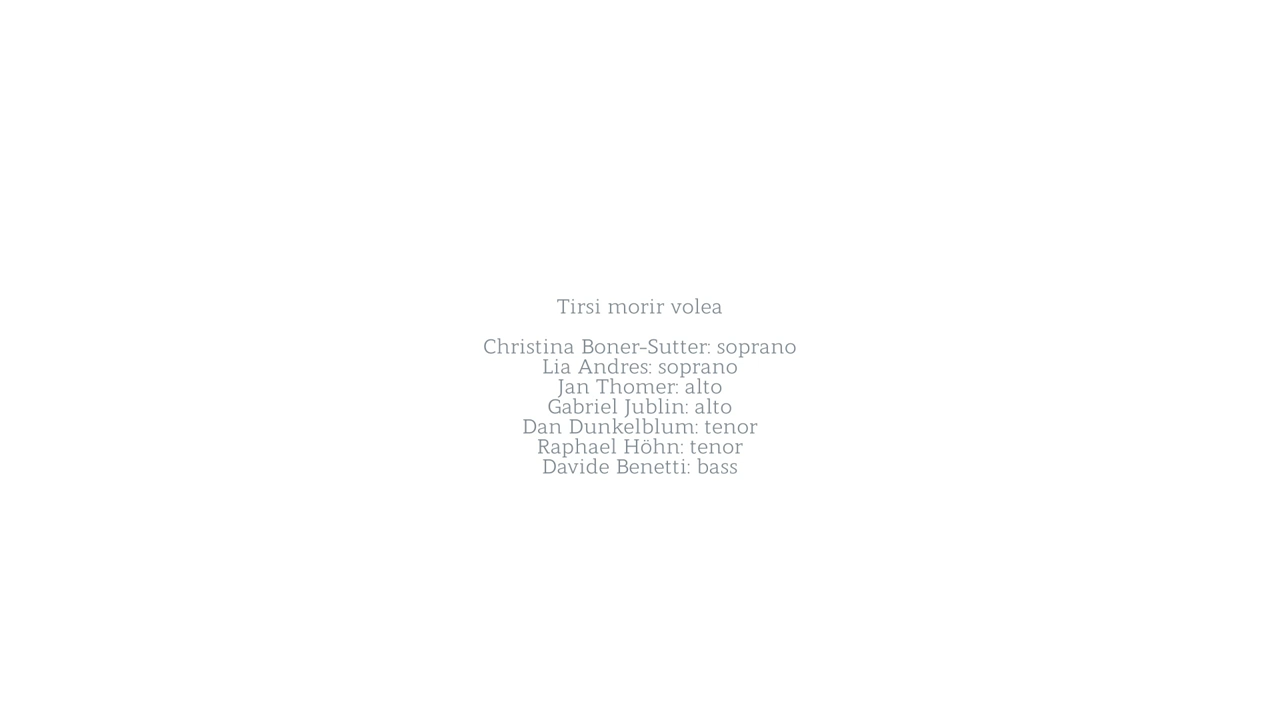 Tirsi morir volea
Christina Boner-Sutter: soprano
Lia Andres: soprano
Jan Thomer: alto
Gabriel Jublin: alto
Dan Dunkelblum: tenor
Raphael Höhn: tenor
Davide Benetti: bass